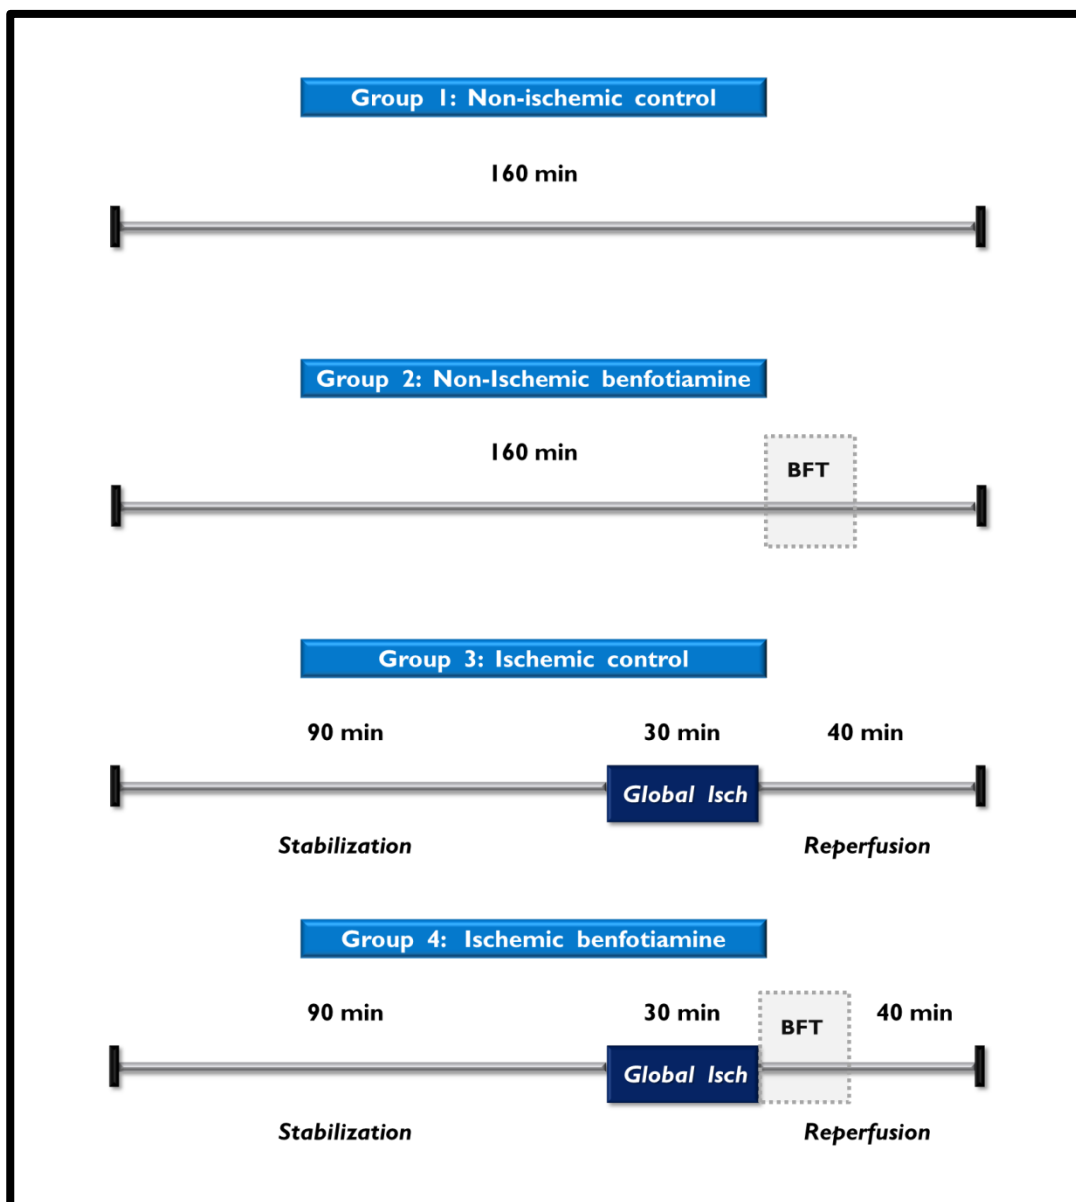 Group 1: Non-ischemic control
160 min
Group 2: Non-Ischemic benfotiamine
160 min
BFT
Group 3: Ischemic control
90 min 30 min 40 min
Global Isch
Stabilization Reperfusion
Group 4: Ischemic benfotiamine
90 min 30 min 40 min
BFT
Global Isch
Stabilization Reperfusion